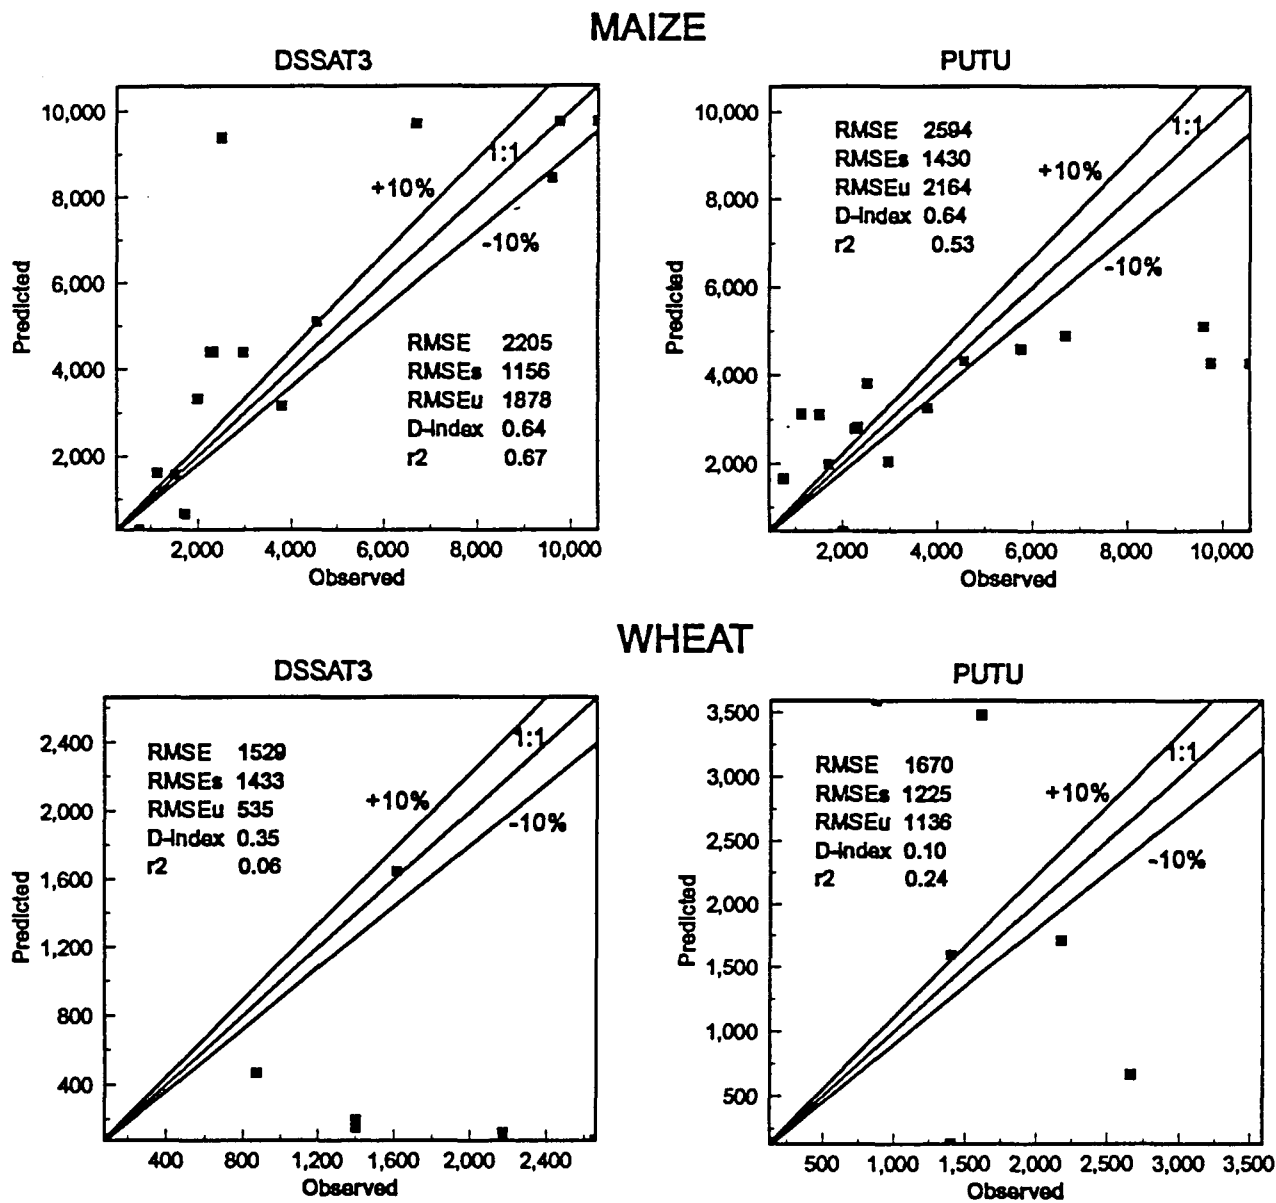 MAIZE
DSSAT3
10,000
8,000
6,000
4,000
2,000
Predicted
1:1
+10%
-10%
RMSE 2205
RMSEs 1156
RMSEu 1878
D-index 0.64
r2 0.67
2,000 4,000 6,000 8,000 10,000
Observed
PUTU
10,000
8,000
6,000
4,000
2,000
Predicted
RMSE 2594
RMSEs 1430
RMSEu 2164
D-index 0.64
r2 0.53
1:1
+10%
-10%
2,000 4,000 6,000 8,000 10,000
Observed
WHEAT
DSSAT3
2,400
2,000
1,600
1,200
800
400
Predicted
RMSE 1529
RMSEs 1433
RMSEu 535
D-index 0.35
r2 0.06
1:1
+10%
-10%
400 800 1,200 1,600 2,000 2,400
Observed
PUTU
3,500
3,000
2,500
2,000
1,500
1,000
500
Predicted
RMSE 1670
RMSEs 1225
RMSEu 1136
D-index 0.10
r2 0.24
1:1
+10%
-10%
500 1,000 1,500 2,000 2,500 3,000 3,500
Observed